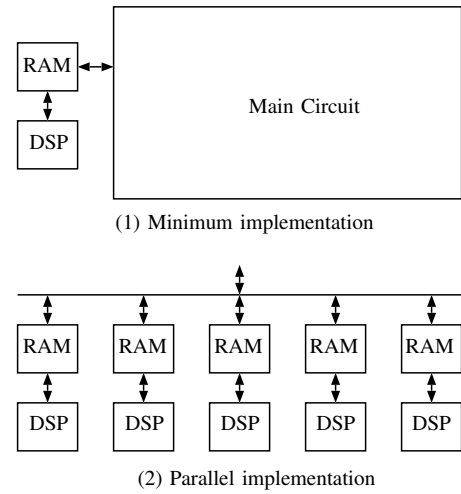 RAM
Main Circuit
DSP
(1) Minimum implementation
RAM RAM RAM RAM RAM
DSP DSP DSP DSP DSP
(2) Parallel implementation